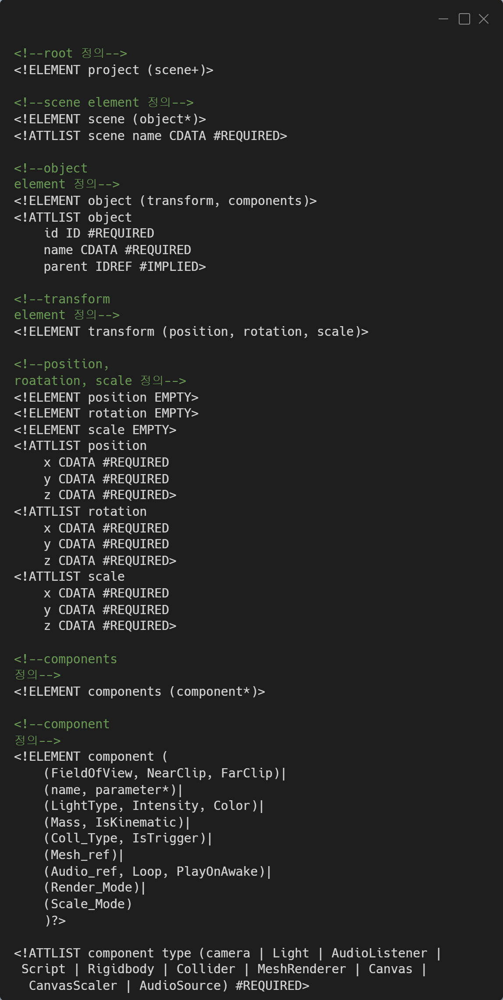 <!--root 정의-->
<!ELEMENT project (scene+)>
<!--scene element 정의-->
<!ELEMENT scene (object*)>
<!ATTLIST scene name CDATA #REQUIRED>
<!--object
element 정의-->
<!ELEMENT object (transform, components)>
<!ATTLIST object
    id ID #REQUIRED
    name CDATA #REQUIRED
    parent IDREF #IMPLIED>
<!--transform
element 정의-->
<!ELEMENT transform (position, rotation, scale)>
<!--position,
roatation, scale 정의-->
<!ELEMENT position EMPTY>
<!ELEMENT rotation EMPTY>
<!ELEMENT scale EMPTY>
<!ATTLIST position
    x CDATA #REQUIRED
    y CDATA #REQUIRED
    z CDATA #REQUIRED>
<!ATTLIST rotation
    x CDATA #REQUIRED
    y CDATA #REQUIRED
    z CDATA #REQUIRED>
<!ATTLIST scale
    x CDATA #REQUIRED
    y CDATA #REQUIRED
    z CDATA #REQUIRED>
<!--components
정의-->
<!ELEMENT components (component*)>
<!--component
정의-->
<!ELEMENT component (
    (FieldOfView, NearClip, FarClip)|
    (name, parameter*)|
    (LightType, Intensity, Color)|
    (Mass, IsKinematic)|
    (Coll_Type, IsTrigger)|
    (Mesh_ref)|
    (Audio_ref, Loop, PlayOnAwake)|
    (Render_Mode)|
    (Scale_Mode)
    )?>
<!ATTLIST component type (camera | Light | AudioListener |
 Script | Rigidbody | Collider | MeshRenderer | Canvas |
  CanvasScaler | AudioSource) #REQUIRED>